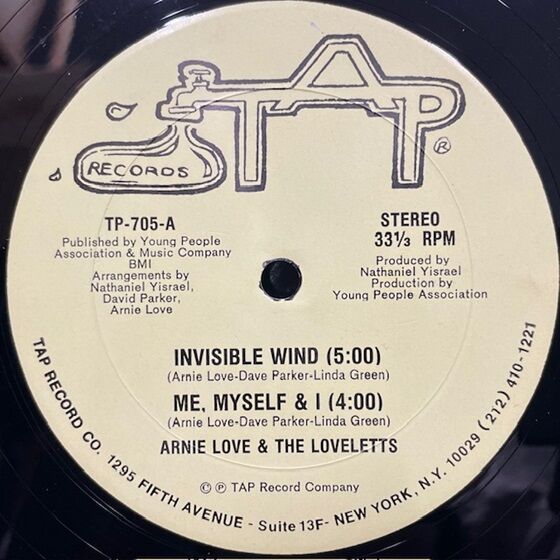 TAP®
RECORDS
TP-705-A
Published by Young People
Association & Music Company
BMI
Arrangements by
Nathaniel Yisrael,
David Parker,
Arnie Love
STEREO
33⅓ RPM
Produced by
Nathaniel Yisrael
Production by
Young People Association
INVISIBLE WIND (5:00)
(Arnie Love-Dave Parker-Linda Green)
ME, MYSELF & I (4:00)
(Arnie Love-Dave Parker-Linda Green)
ARNIE LOVE & THE LOVELETTS
© ℗ TAP Record Company
TAP RECORD CO. 1295 FIFTH AVENUE - Suite 13F- NEW YORK, N.Y. 10029 (212) 410-1221